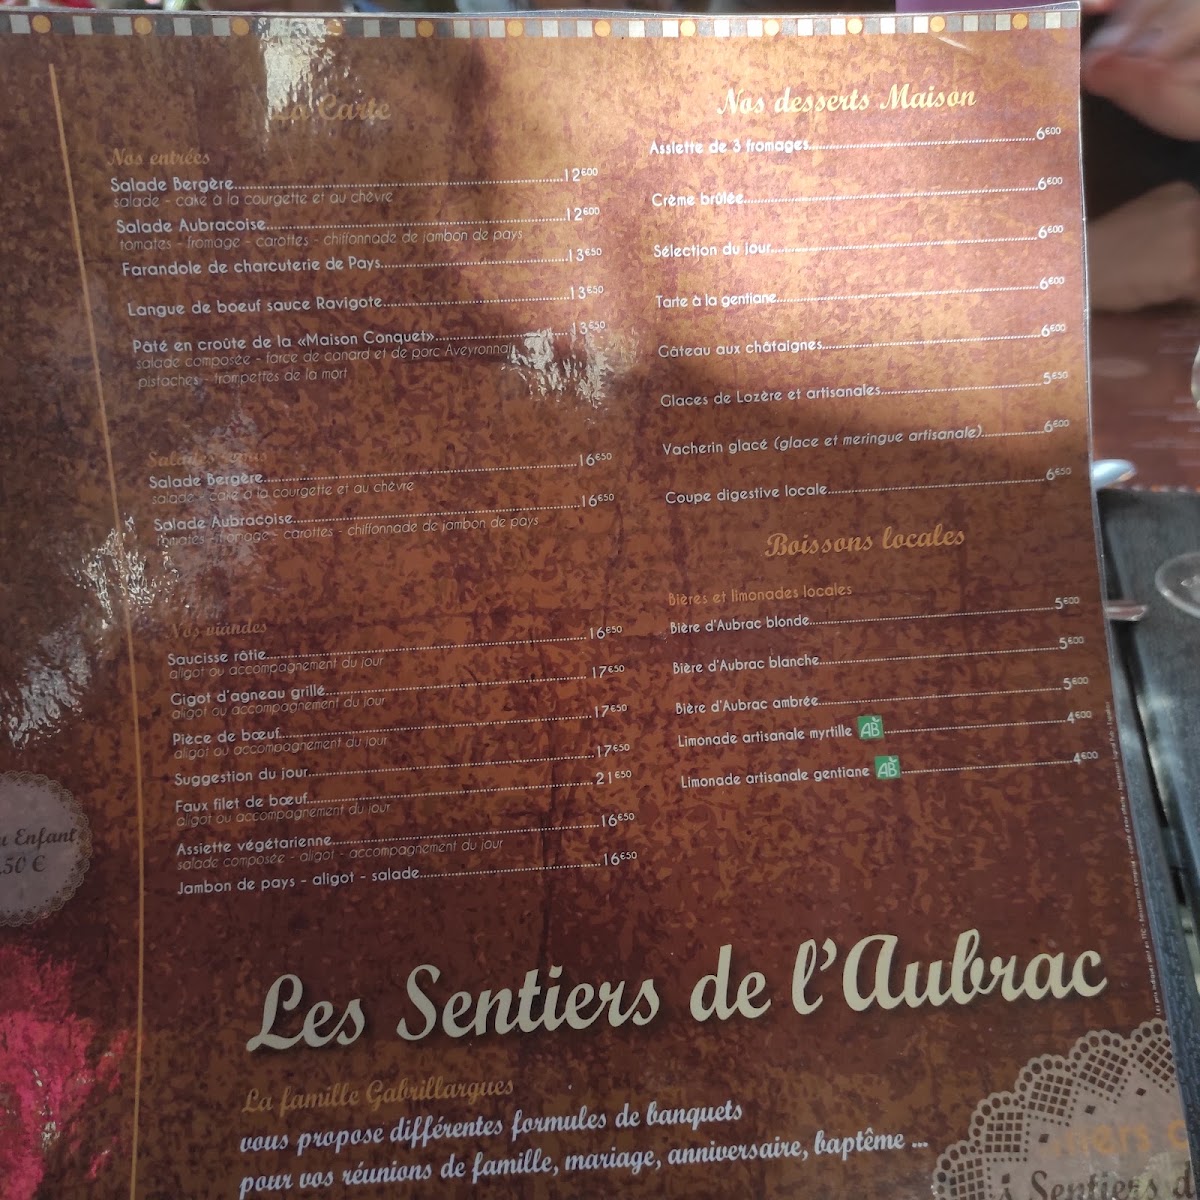 La Carte
Nos entrées
Salade Bergère 12€00
salade - cake à la courgette et au chèvre
Salade Aubracoise 12€00
tomates - fromage - carottes - chiffonnade de jambon de pays
Farandole de charcuterie de Pays 13€50
Langue de boeuf sauce Ravigote 13€50
Pâté en croûte de la «Maison Conquet» 13€50
salade composée - farce de canard et de porc Aveyronnais
pistaches - trompettes de la mort
Salade Bergère 16€50
salade - cake à la courgette et au chèvre
Salade Aubracoise 16€50
tomates - fromage - carottes - chiffonnade de jambon de pays
Nos viandes
Saucisse rôtie 16€50
aligot ou accompagnement du jour
Gigot d'agneau grillé 17€50
aligot ou accompagnement du jour
Pièce de bœuf 17€50
aligot ou accompagnement du jour
Suggestion du jour 17€50
Faux filet de bœuf 21€50
aligot ou accompagnement du jour
Assiette végétarienne 16€50
salade composée - aligot - accompagnement du jour
Jambon de pays - aligot - salade 16€50
Nos desserts Maison
Assiette de 3 fromages 6€00
Crème brûlée 6€00
Sélection du jour 6€00
Tarte à la gentiane 6€00
Gâteau aux châtaignes 6€00
Glaces de Lozère et artisanales 5€50
Vacherin glacé (glace et meringue artisanale) 6€00
Coupe digestive locale 6€50
Boissons locales
Bières et limonades locales
Bière d'Aubrac blonde 5€00
Bière d'Aubrac blanche 5€00
Bière d'Aubrac ambrée 5€00
Limonade artisanale myrtille AB 4€00
Limonade artisanale gentiane AB 4€00
Enfant
.50 €
Les Sentiers de l'Aubrac
La famille Gabrillargues
vous propose différentes formules de banquets
pour vos réunions de famille, mariage, anniversaire, baptême ...
Sentiers d